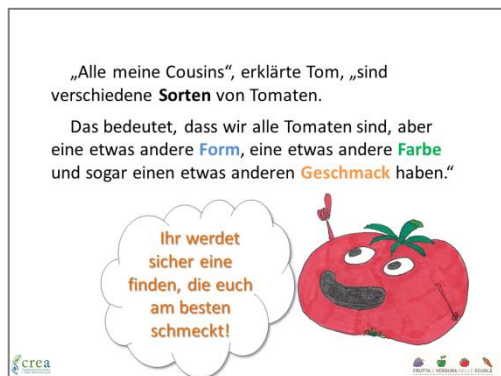 „Alle meine Cousins“, erklärte Tom, „sind
verschiedene Sorten von Tomaten.
Das bedeutet, dass wir alle Tomaten sind, aber
eine etwas andere Form, eine etwas andere Farbe
und sogar einen etwas anderen Geschmack haben.“
Ihr werdet
sicher eine
finden, die euch
am besten
schmeckt!
crea
FRUTTA E VERDURA NELLE SCUOLE